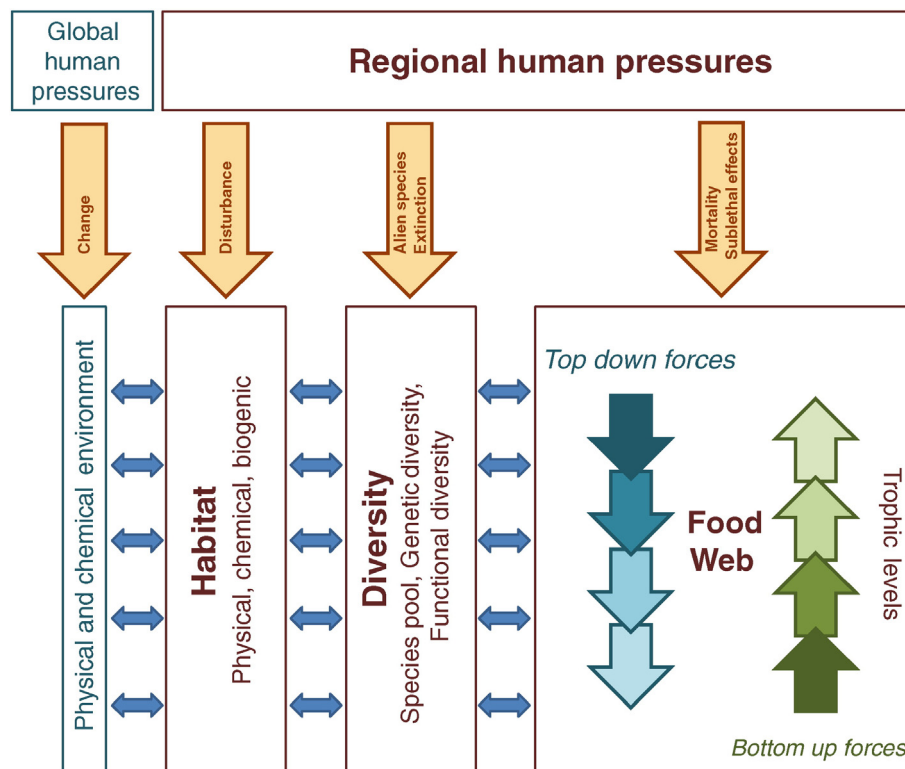 Global
human
pressures
Regional human pressures
Change
Disturbance
Alien species
Extinction
Mortality
Sublethal effects
Physical and chemical environment
Habitat
Physical, chemical, biogenic
Diversity
Species pool, Genetic diversity,
Functional diversity
Top down forces
Food
Web
Trophic levels
Bottom up forces